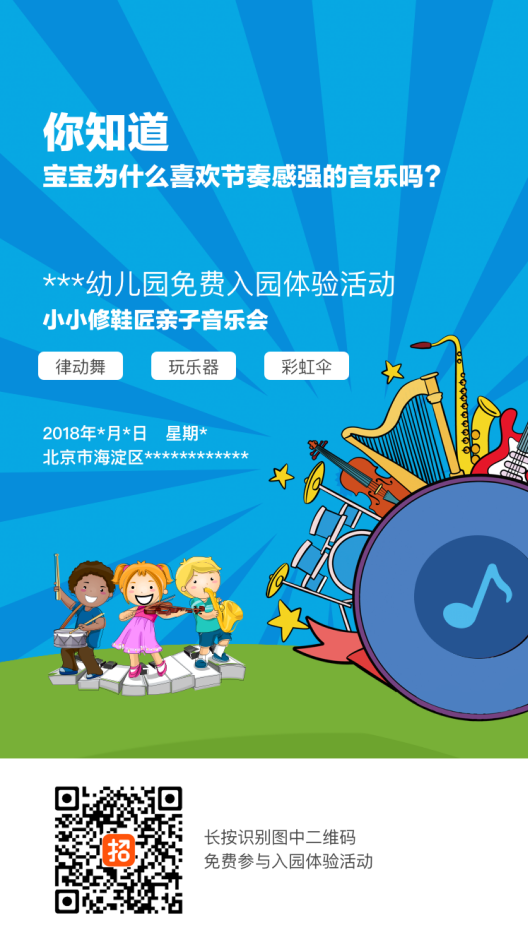 你知道
宝宝为什么喜欢节奏感强的音乐吗？
***幼儿园免费入园体验活动
小小修鞋匠亲子音乐会
律动舞 玩乐器 彩虹伞
2018年*月*日 星期*
北京市海淀区************
招
长按识别图中二维码
免费参与入园体验活动